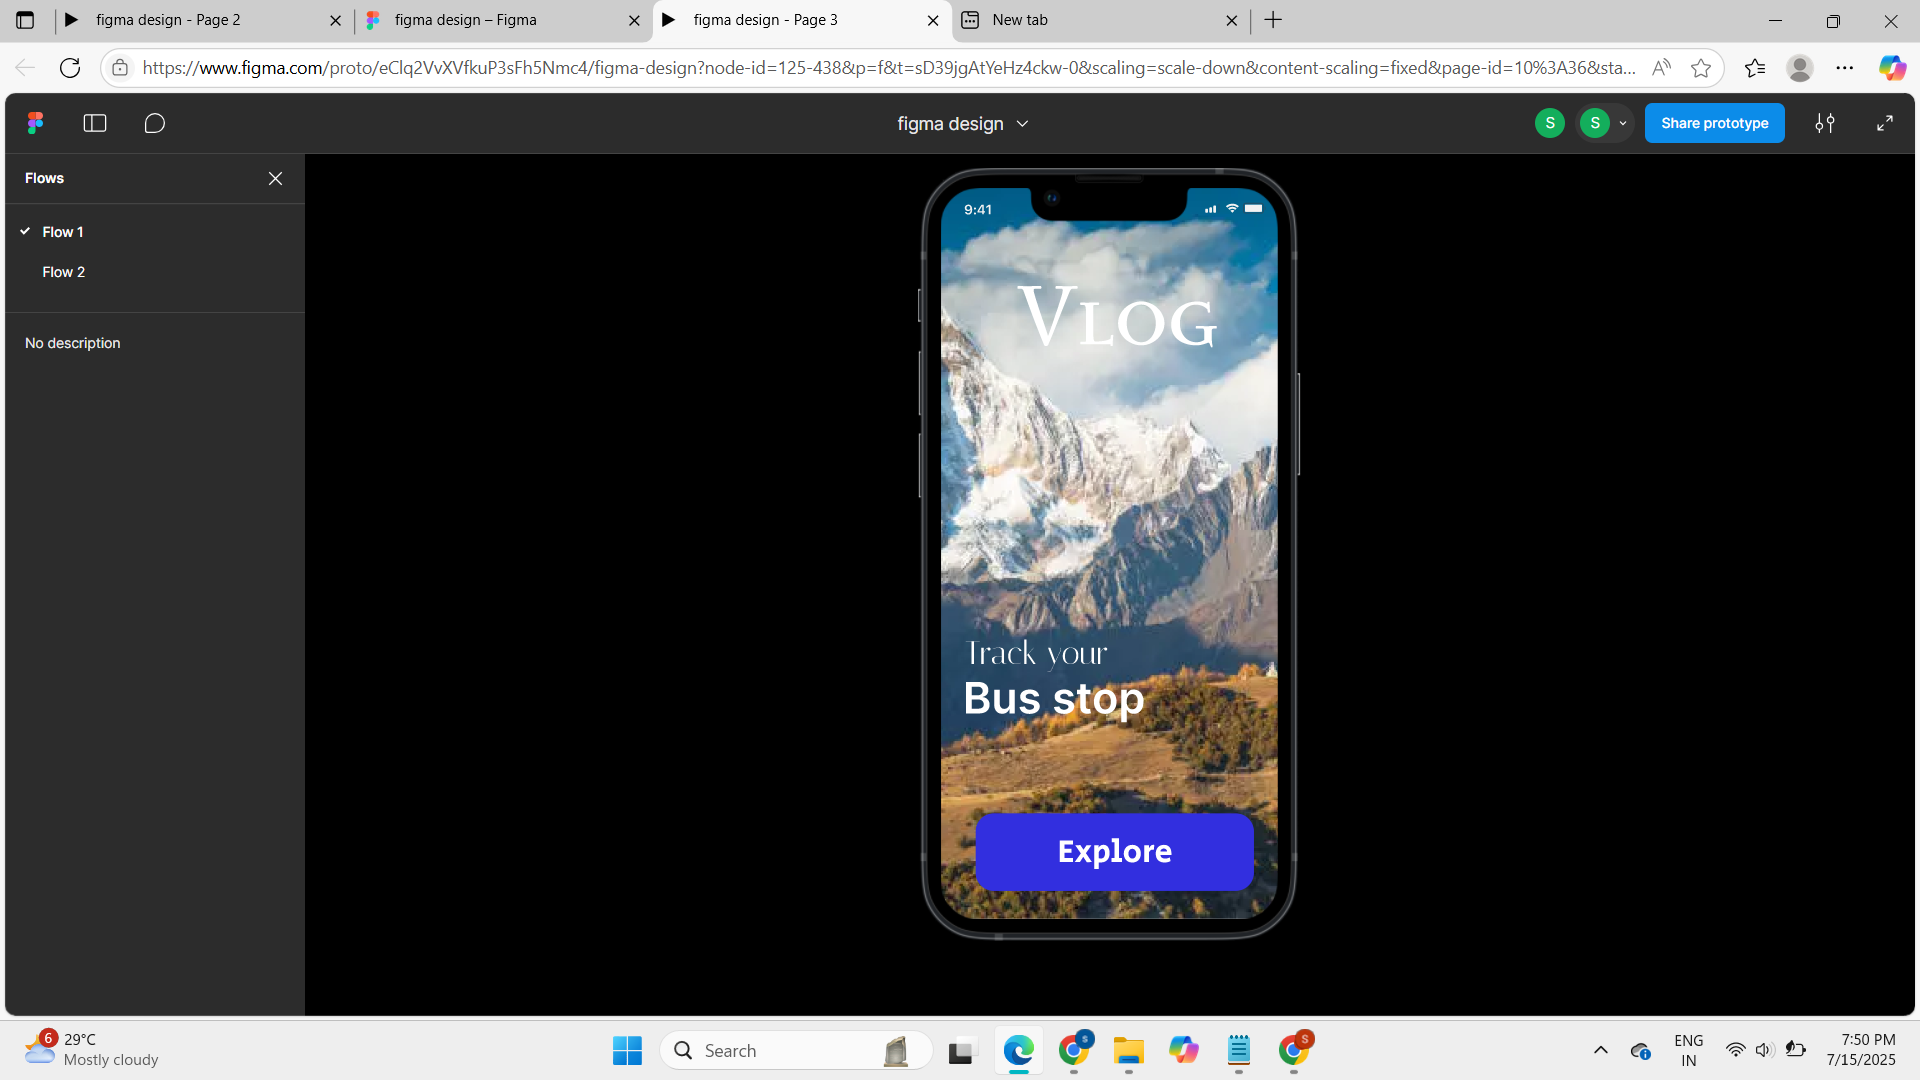 figma design - Page 2
figma design – Figma
figma design - Page 3
New tab
https://www.figma.com/proto/eClq2VvXVfkuP3sFh5Nmc4/figma-design?node-id=125-438&p=f&t=sD39jgAtYeHz4ckw-0&scaling=scale-down&content-scaling=fixed&page-id=10%3A36&sta...
figma design
S
S
Share prototype
Flows
Flow 1
Flow 2
No description
9:41
Vlog
Track your
Bus stop
Explore
6
29°C
Mostly cloudy
Search
S
S
ENG
IN
7:50 PM
7/15/2025